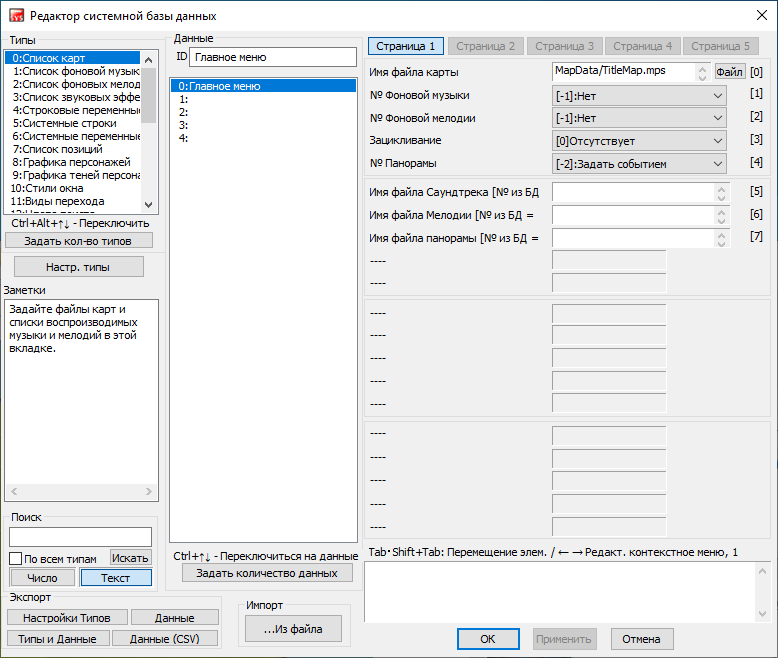 Редактор системной базы данных
Типы
0:Список карт
1:Список фоновой музык
2:Список фоновых мелод
3:Список звуковых эффе
4:Строковые переменны
5:Системные строки
6:Системные переменны
7:Список позиций
8:Графика персонажей
9:Графика теней персона
10:Стили окна
11:Виды перехода
Ctrl+Alt+↑↓ - Переключить
Задать кол-во типов
Настр. типы
Заметки
Задайте файлы карт и
списки воспроизводимых
музыки и мелодий в этой
вкладке.
Поиск
По всем типам
Искать
Число
Текст
Экспорт
Настройки Типов
Данные
Типы и Данные
Данные (CSV)
Данные
ID Главное меню
0:Главное меню
1:
2:
3:
4:
Ctrl+↑↓ - Переключиться на данные
Задать количество данных
Импорт
...Из файла
Страница 1
Страница 2
Страница 3
Страница 4
Страница 5
Имя файла карты MapData/TitleMap.mps Файл [0]
№ Фоновой музыки [-1]:Нет [1]
№ Фоновой мелодии [-1]:Нет [2]
Зацикливание [0]Отсутствует [3]
№ Панорамы [-2]:Задать событием [4]
Имя файла Саундтрека [№ из БД [5]
Имя файла Мелодии [№ из БД = [6]
Имя файла панорамы [№ из БД = [7]
----
----
----
----
----
----
----
----
----
----
----
----
Tab･Shift+Tab: Перемещение элем. / ← → Редакт. контекстное меню, 1
OK
Применить
Отмена